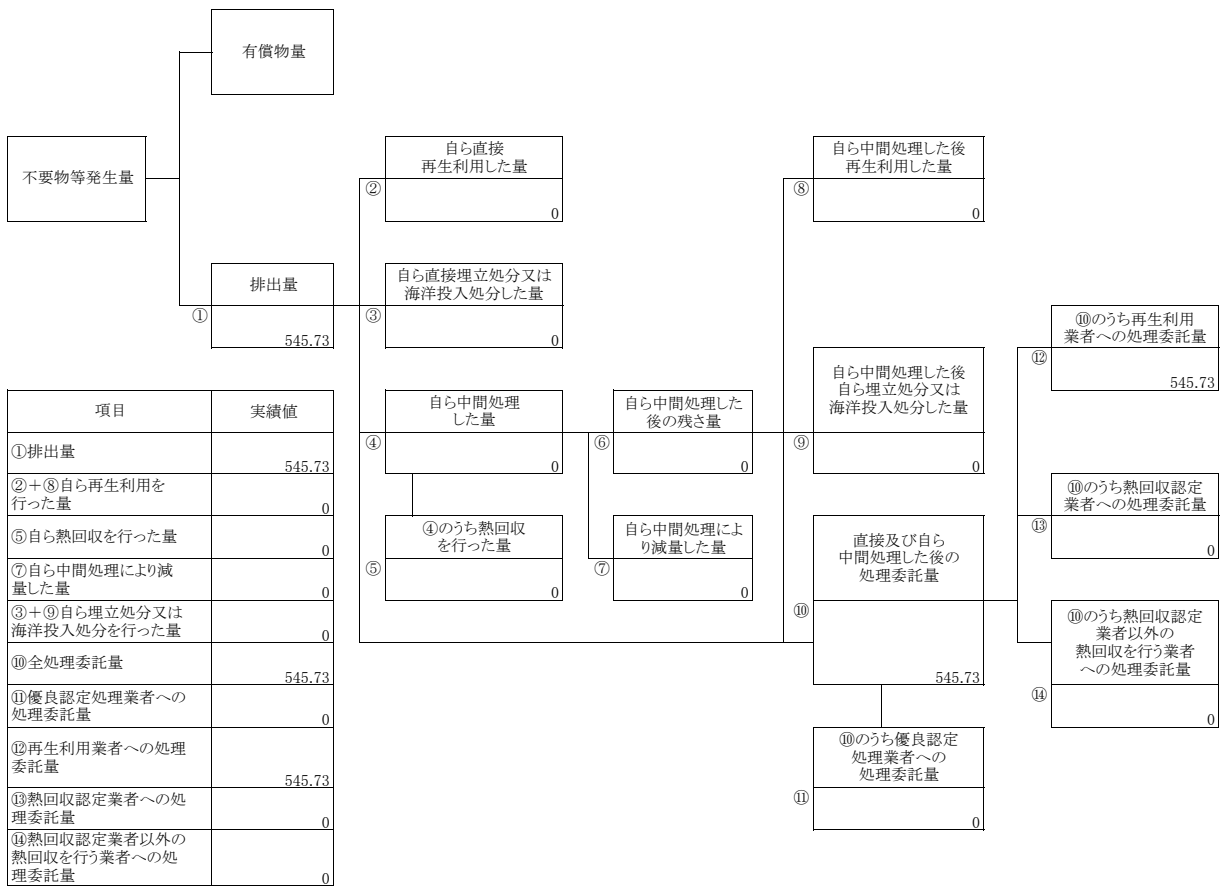 有償物量
不要物等発生量
自ら直接
再生利用した量
②
0
自ら中間処理した後
再生利用した量
⑧
0
排出量
①
545.73
自ら直接埋立処分又は
海洋投入処分した量
③
0
⑩のうち再生利用
業者への処理委託量
⑫
545.73
自ら中間処理
した量
④
0
自ら中間処理した
後の残さ量
⑥
0
自ら中間処理した後
自ら埋立処分又は
海洋投入処分した量
⑨
0
⑩のうち熱回収認定
業者への処理委託量
⑬
0
④のうち熱回収
を行った量
⑤
0
自ら中間処理によ
り減量した量
⑦
0
直接及び自ら
中間処理した後の
処理委託量
⑩
545.73
⑩のうち熱回収認定
業者以外の
熱回収を行う業者
への処理委託量
⑭
0
⑩のうち優良認定
処理業者への
処理委託量
⑪
0
項目 実績値
①排出量
545.73
②＋⑧自ら再生利用を
行った量
0
⑤自ら熱回収を行った量
0
⑦自ら中間処理により減
量した量
0
③＋⑨自ら埋立処分又は
海洋投入処分を行った量
0
⑩全処理委託量
545.73
⑪優良認定処理業者への
処理委託量
0
⑫再生利用業者への処理
委託量
545.73
⑬熱回収認定業者への処
理委託量
0
⑭熱回収認定業者以外の
熱回収を行う業者への処
理委託量
0